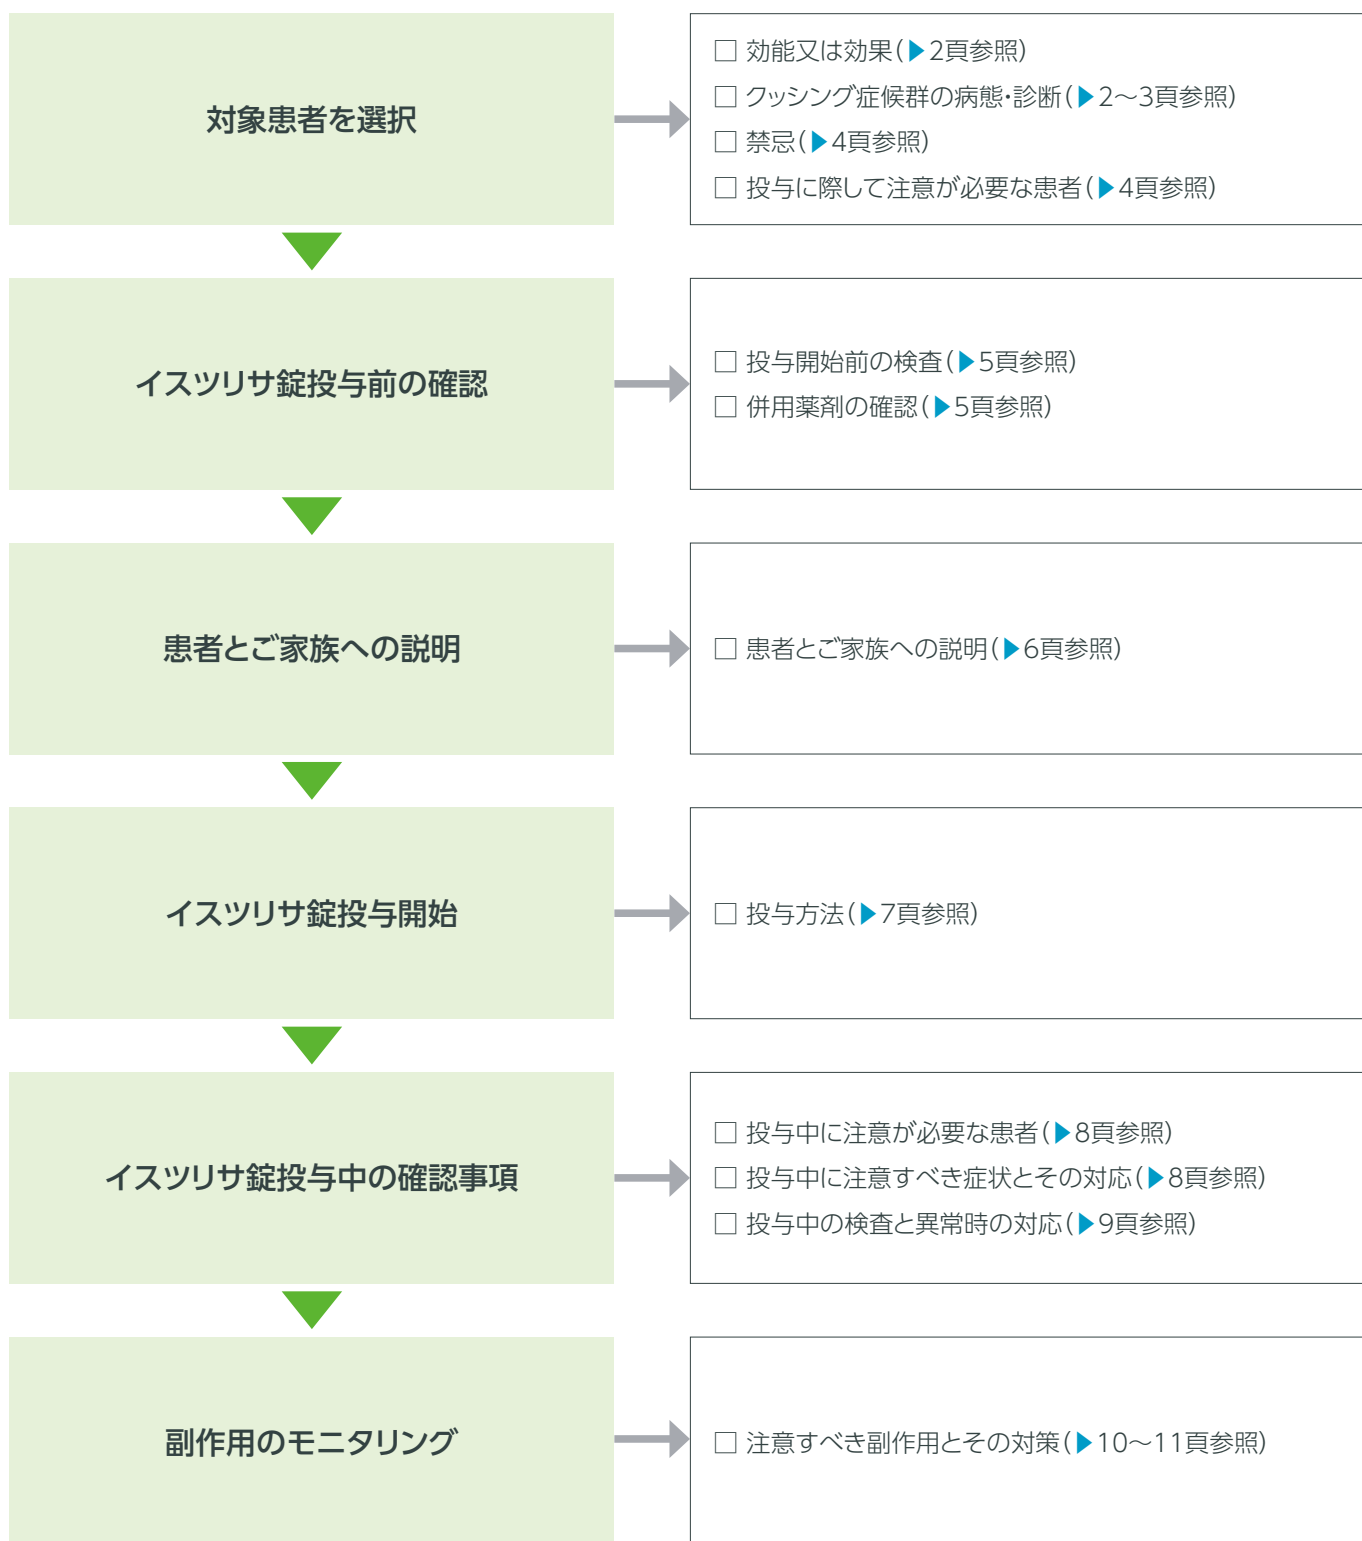 対象患者を選択
□ 効能又は効果(▶2頁参照)
□ クッシング症候群の病態・診断(▶2～3頁参照)
□ 禁忌(▶4頁参照)
□ 投与に際して注意が必要な患者(▶4頁参照)
イスツリサ錠投与前の確認
□ 投与開始前の検査(▶5頁参照)
□ 併用薬剤の確認(▶5頁参照)
患者とご家族への説明
□ 患者とご家族への説明(▶6頁参照)
イスツリサ錠投与開始
□ 投与方法(▶7頁参照)
イスツリサ錠投与中の確認事項
□ 投与中に注意が必要な患者(▶8頁参照)
□ 投与中に注意すべき症状とその対応(▶8頁参照)
□ 投与中の検査と異常時の対応(▶9頁参照)
副作用のモニタリング
□ 注意すべき副作用とその対策(▶10～11頁参照)